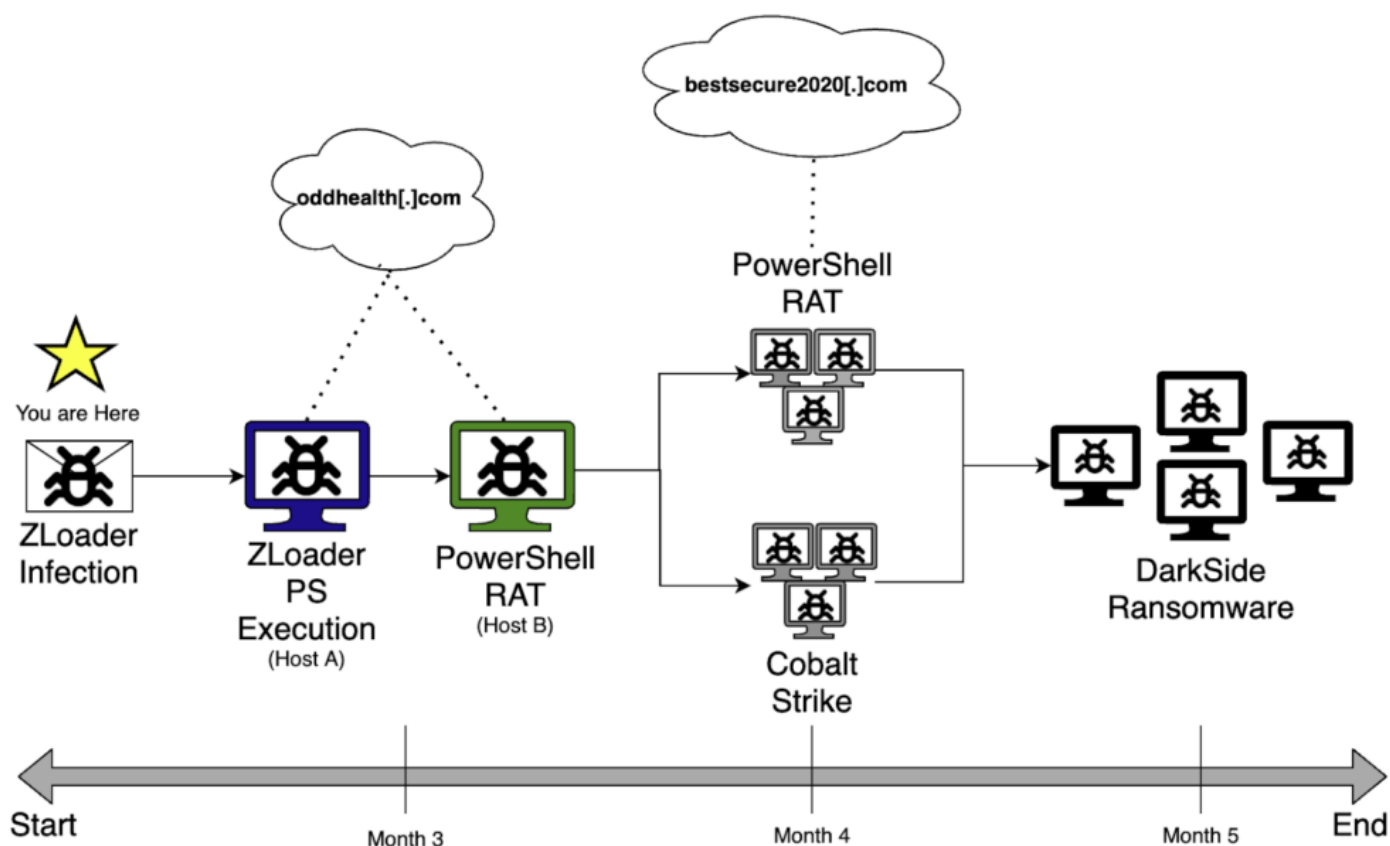 bestsecure2020[.]com
oddhealth[.]com
PowerShell
RAT
You are Here
ZLoader
Infection
ZLoader
PS
Execution
(Host A)
PowerShell
RAT
(Host B)
Cobalt
Strike
DarkSide
Ransomware
Start
Month 3
Month 4
Month 5
End